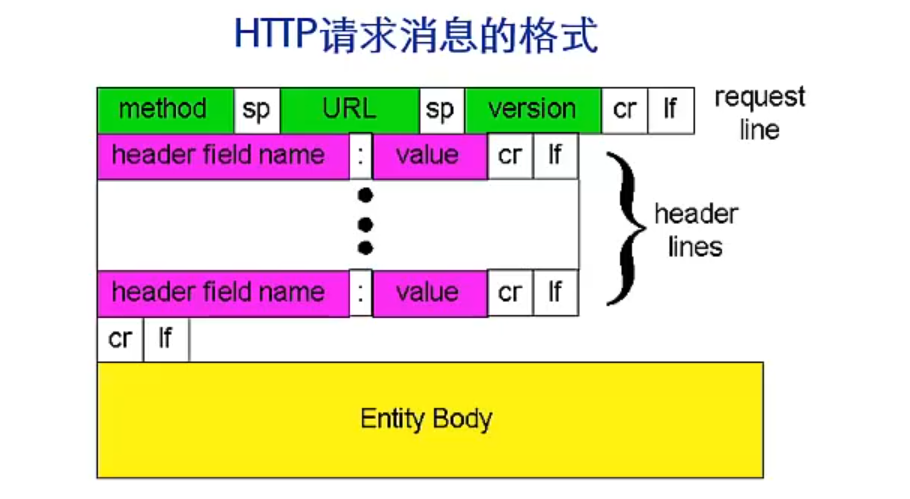 HTTP请求消息的格式
method sp URL sp version cr lf request line
header field name : value cr lf
header lines
header field name : value cr lf
cr lf
Entity Body